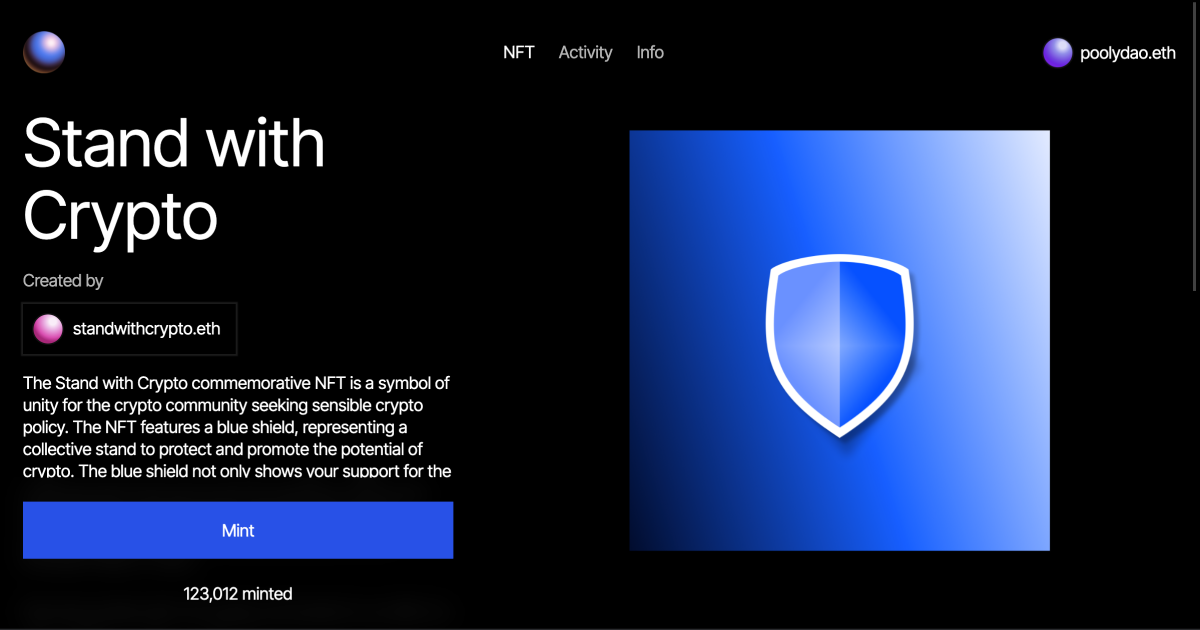 NFT Activity Info
poolydao.eth
Stand with
Crypto
Created by
standwithcrypto.eth
The Stand with Crypto commemorative NFT is a symbol of
unity for the crypto community seeking sensible crypto
policy. The NFT features a blue shield, representing a
collective stand to protect and promote the potential of
crypto. The blue shield not only shows your support for the
Mint
123,012 minted